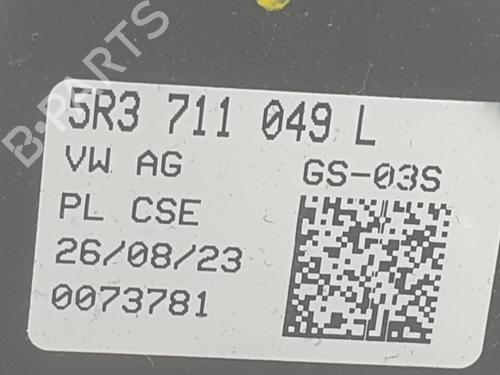 B-PARTS
5R3 711 049 L
VW AG GS-03S
PL CSE
26/08/23
0073781